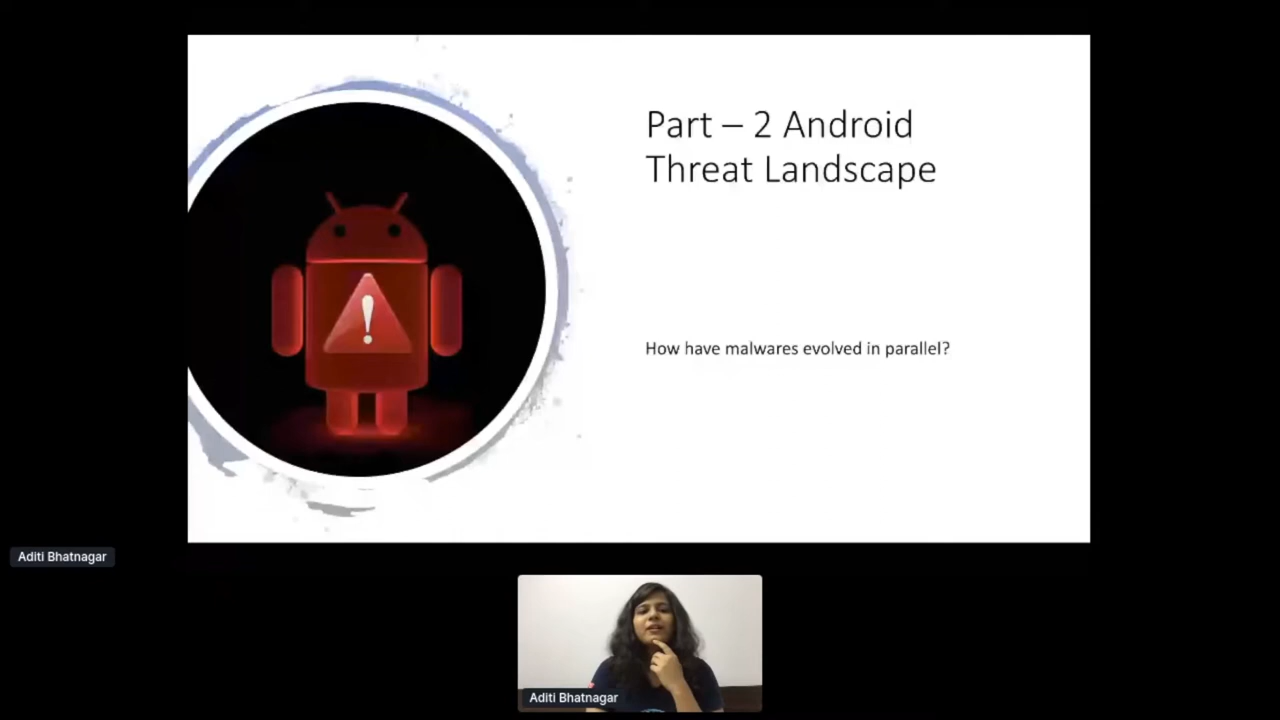 Part – 2 Android
Threat Landscape
!
How have malwares evolved in parallel?
Aditi Bhatnagar
Aditi Bhatnagar